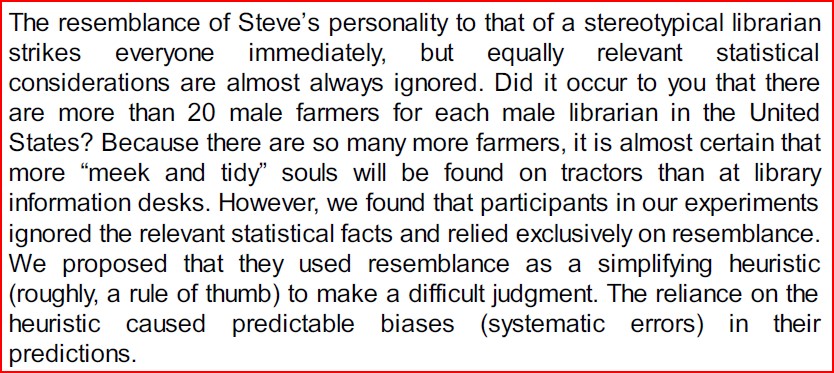 The resemblance of Steve’s personality to that of a stereotypical librarian
strikes everyone immediately, but equally relevant statistical
considerations are almost always ignored. Did it occur to you that there
are more than 20 male farmers for each male librarian in the United
States? Because there are so many more farmers, it is almost certain that
more “meek and tidy” souls will be found on tractors than at library
information desks. However, we found that participants in our experiments
ignored the relevant statistical facts and relied exclusively on resemblance.
We proposed that they used resemblance as a simplifying heuristic
(roughly, a rule of thumb) to make a difficult judgment. The reliance on the
heuristic caused predictable biases (systematic errors) in their
predictions.